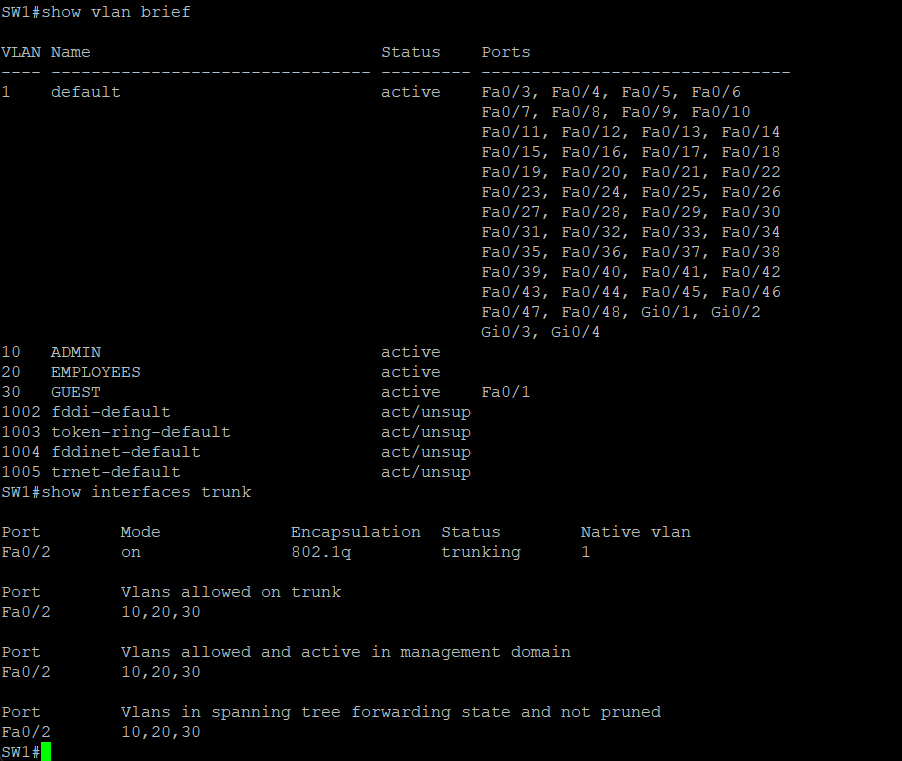 SW1#show vlan brief
VLAN Name                             Status    Ports
---- -------------------------------- --------- -------------------------------
1    default                          active    Fa0/3, Fa0/4, Fa0/5, Fa0/6
                                                Fa0/7, Fa0/8, Fa0/9, Fa0/10
                                                Fa0/11, Fa0/12, Fa0/13, Fa0/14
                                                Fa0/15, Fa0/16, Fa0/17, Fa0/18
                                                Fa0/19, Fa0/20, Fa0/21, Fa0/22
                                                Fa0/23, Fa0/24, Fa0/25, Fa0/26
                                                Fa0/27, Fa0/28, Fa0/29, Fa0/30
                                                Fa0/31, Fa0/32, Fa0/33, Fa0/34
                                                Fa0/35, Fa0/36, Fa0/37, Fa0/38
                                                Fa0/39, Fa0/40, Fa0/41, Fa0/42
                                                Fa0/43, Fa0/44, Fa0/45, Fa0/46
                                                Fa0/47, Fa0/48, Gi0/1, Gi0/2
                                                Gi0/3, Gi0/4
10   ADMIN                            active
20   EMPLOYEES                        active
30   GUEST                            active    Fa0/1
1002 fddi-default                     act/unsup
1003 token-ring-default               act/unsup
1004 fddinet-default                  act/unsup
1005 trnet-default                    act/unsup
SW1#show interfaces trunk
Port        Mode             Encapsulation  Status        Native vlan
Fa0/2       on               802.1q         trunking      1
Port        Vlans allowed on trunk
Fa0/2       10,20,30
Port        Vlans allowed and active in management domain
Fa0/2       10,20,30
Port        Vlans in spanning tree forwarding state and not pruned
Fa0/2       10,20,30
SW1#